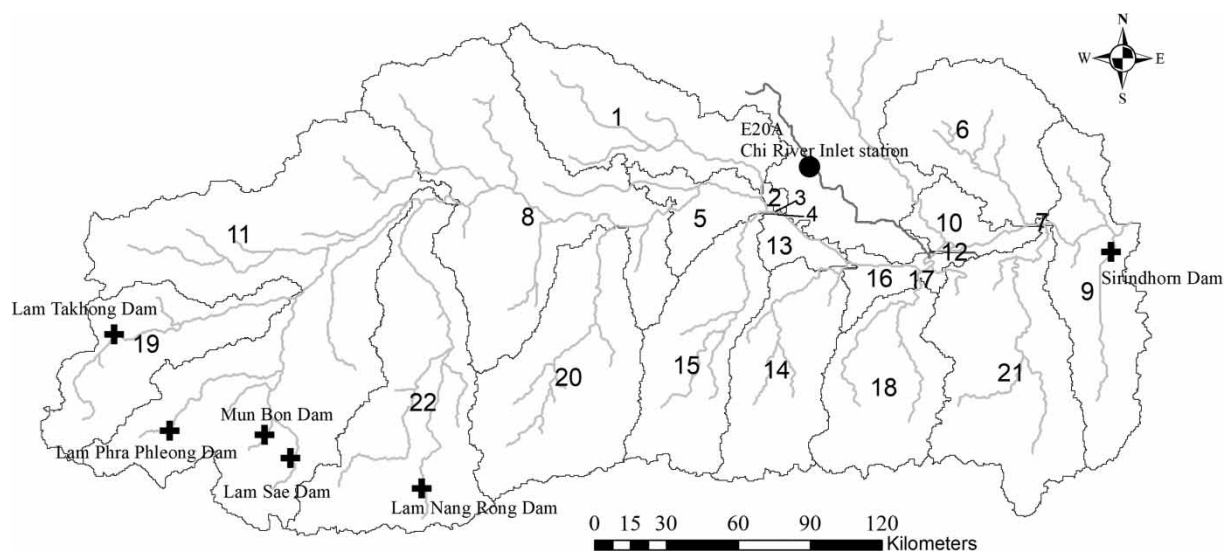 N
W E
S
1
6
E20A
Chi River Inlet station
2 3
4
5
8
10
7
11
13
12
16
17
9
Sirindhorn Dam
Lam Takhong Dam
19
20
15
14
18
21
22
Mun Bon Dam
Lam Phra Phleong Dam
Lam Sae Dam
Lam Nang Rong Dam
0 15 30 60 90 120
Kilometers